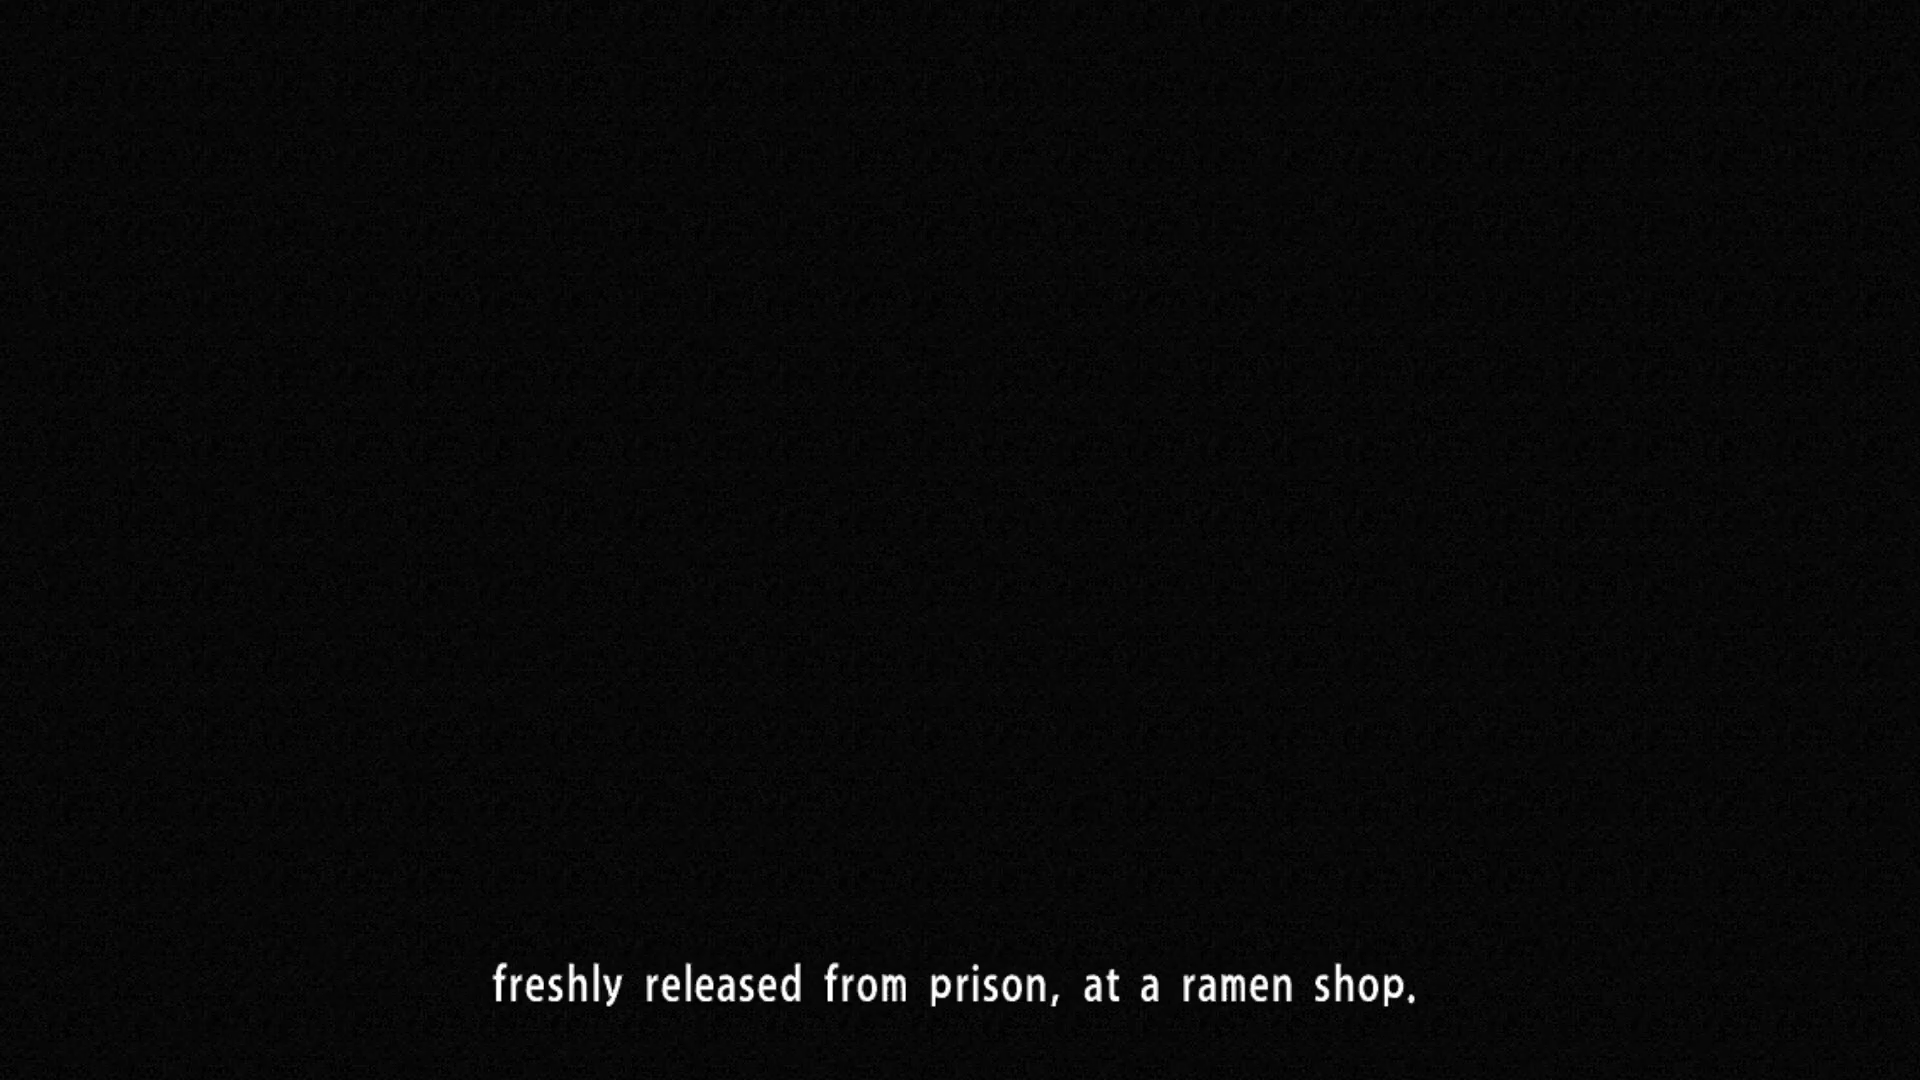 freshly released from prison, at a ramen shop.